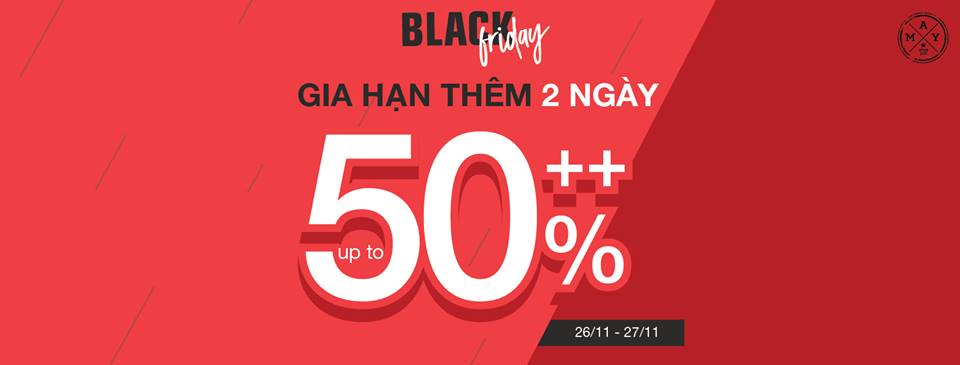 BLACK
friday
GIA HẠN THÊM 2 NGÀY
up to 50++%
26/11 - 27/11
M A Y